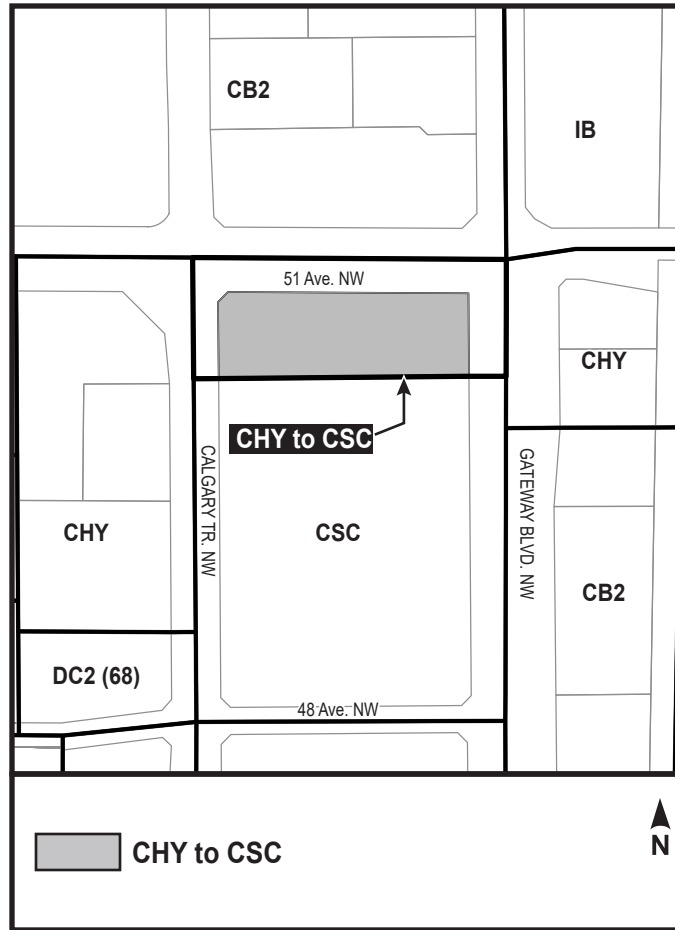 CB2
IB
51 Ave. NW
CHY
CHY to CSC
CALGARY TR. NW
GATEWAY BLVD. NW
CHY
CSC
CB2
DC2 (68)
48 Ave. NW
CHY to CSC
N